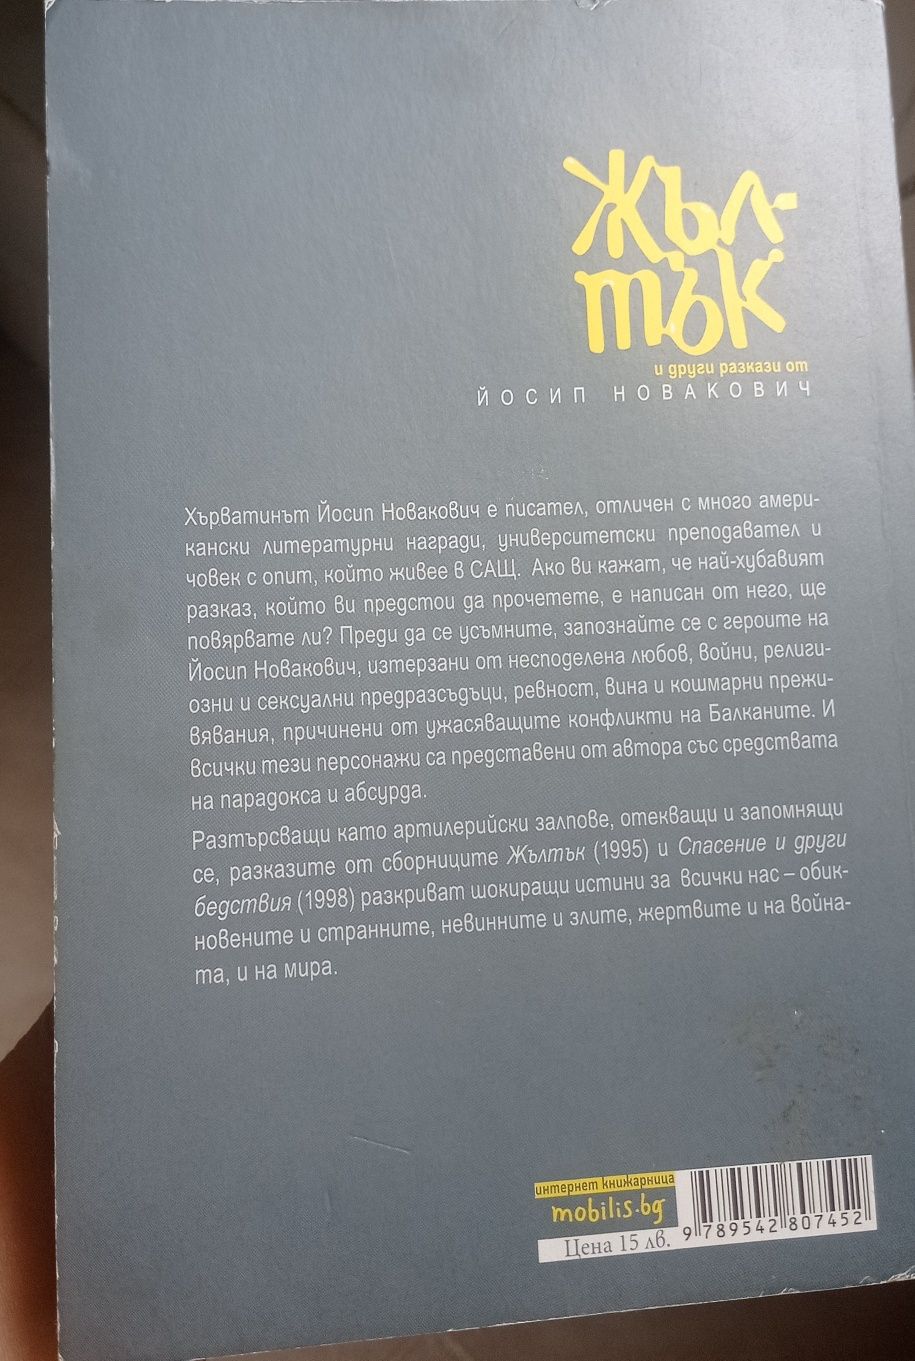 Жъл-
тък
и други разкази от
ЙОСИП НОВАКОВИЧ
Хърватинът Йосип Новакович е писател, отличен с много амери-
кански литературни награди, университетски преподавател и
човек с опит, който живее в САЩ. Ако ви кажат, че най-хубавият
разказ, който ви предстои да прочетете, е написан от него, ще
повярвате ли? Преди да се усъмните, запознайте се с героите на
Йосип Новакович, изтерзани от несподелена любов, войни, религи-
озни и сексуални предразсъдъци, ревност, вина и кошмарни прежи-
вявания, причинени от ужасяващите конфликти на Балканите. И
всички тези персонажи са представени от автора със средствата
на парадокса и абсурда.
Разтърсващи като артилерийски залпове, отекващи и запомнящи
се, разказите от сборниците Жълтък (1995) и Спасение и други
бедствия (1998) разкриват шокиращи истини за всички нас – обик-
новените и странните, невинните и злите, жертвите и на война-
та, и на мира.
интернет книжарница
mobilis.bg
Цена 15 лв.
9 789542 807452